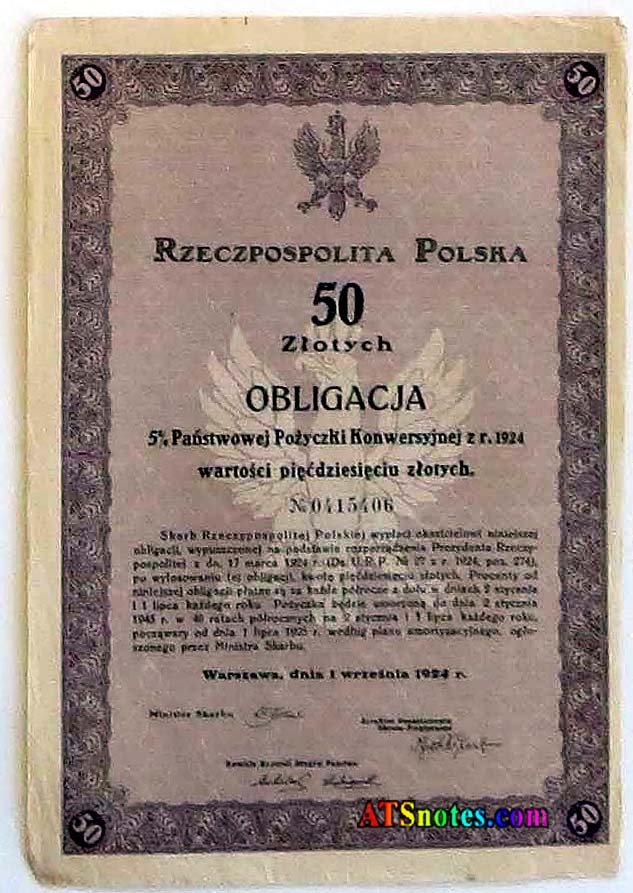 50 50
RZECZPOSPOLITA POLSKA
50
Złotych
OBLIGACJA
5% Państwowej Pożyczki Konwersyjnej z r. 1924
wartości pięćdziesięciu złotych.
№ 0415406
Skarb Rzeczypospolitej Polskiej wypłaci okazicielowi niniejszej
obligacji, wypuszczonej na podstawie rozporządzenia Prezydenta Rzeczy-
pospolitej z dn. 17 marca 1924 r. (Dz. U. R. P. № 27 z r. 1924, poz. 274),
po wylosowaniu tej obligacji, kwotę pięćdziesięciu złotych. Procenty od
niniejszej obligacji płatne są za każde półrocze z dołu w dniach 2 stycznia
i 1 lipca każdego roku. Pożyczka będzie umorzona do dnia 2 stycznia
1945 r. w 40 ratach półrocznych na 2 stycznia i 1 lipca każdego roku,
począwszy od dnia 1 lipca 1925 r. według planu amortyzacyjnego, ogło-
szonego przez Ministra Skarbu.
Warszawa, dnia 1 września 1924 r.
Minister Skarbu
50 ATSnotes.com 50